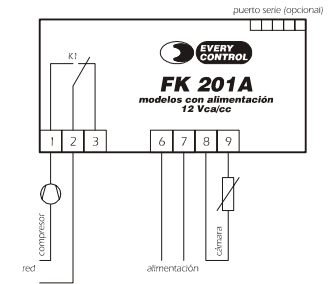 puerto serie (opcional)
K1
EVERY
CONTROL
FK 201A
modelos con alimentación
12 Vca/cc
1 2 3 6 7 8 9
compresor
cámara
red
alimentación